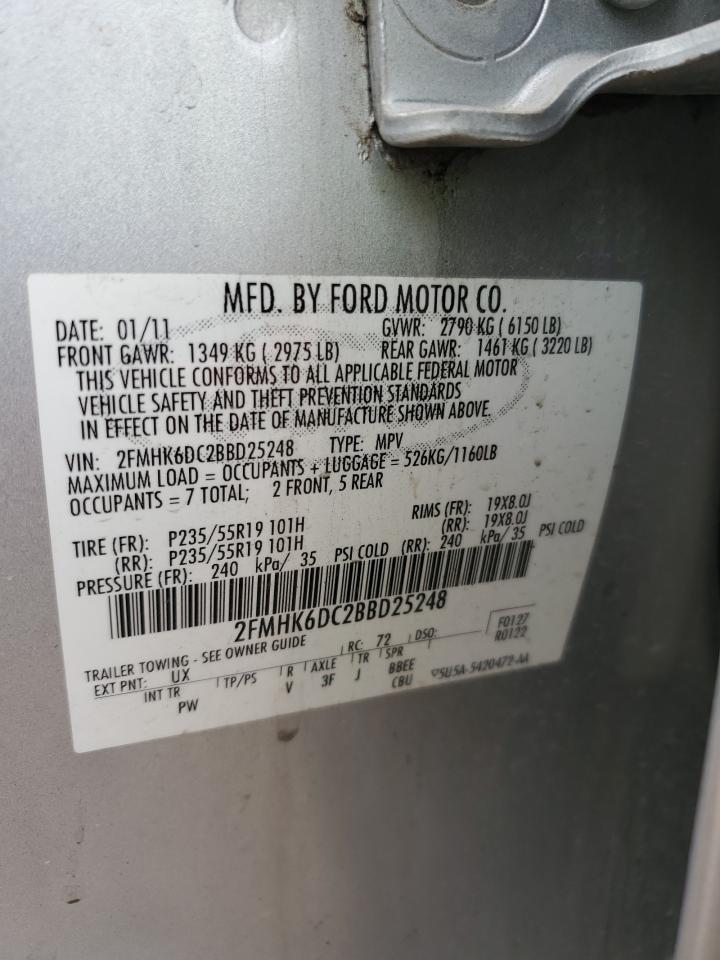 MFD. BY FORD MOTOR CO.
DATE: 01/11 GVWR: 2790 KG ( 6150 LB)
FRONT GAWR: 1349 KG ( 2975 LB) REAR GAWR: 1461 KG ( 3220 LB)
THIS VEHICLE CONFORMS TO ALL APPLICABLE FEDERAL MOTOR
VEHICLE SAFETY AND THEFT PREVENTION STANDARDS
IN EFFECT ON THE DATE OF MANUFACTURE SHOWN ABOVE.
VIN: 2FMHK6DC2BBD25248 TYPE: MPV
MAXIMUM LOAD = OCCUPANTS + LUGGAGE = 526KG/1160LB
OCCUPANTS = 7 TOTAL; 2 FRONT, 5 REAR
TIRE (FR): P235/55R19 101H RIMS (FR): 19X8.0J
(RR): P235/55R19 101H (RR): 19X8.0J
PRESSURE (FR): 240 kPa/ 35 PSI COLD (RR): 240 kPa/ 35 PSI COLD
2FMHK6DC2BBD25248
F0127
R0122
TRAILER TOWING - SEE OWNER GUIDE
EXT PNT: UX RC: 72 DSO:
INT TR TP/PS R AXLE TR SPR
PW V 3F J BBEE
CBU
5U5A-5420472-AA